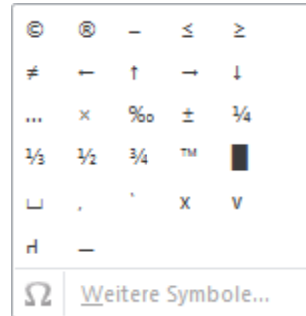 © ® – ≤ ≥
≠ ← ↑ → ↓
… × ‰ ± ¼
⅓ ½ ¾ ™ █
⌴ x v
Ω Weitere Symbole...